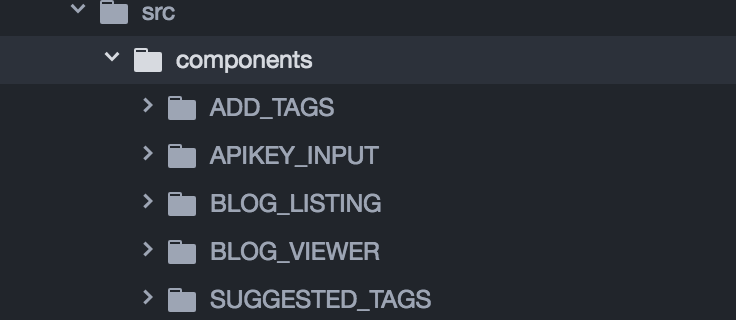 src
components
ADD_TAGS
APIKEY_INPUT
BLOG_LISTING
BLOG_VIEWER
SUGGESTED_TAGS